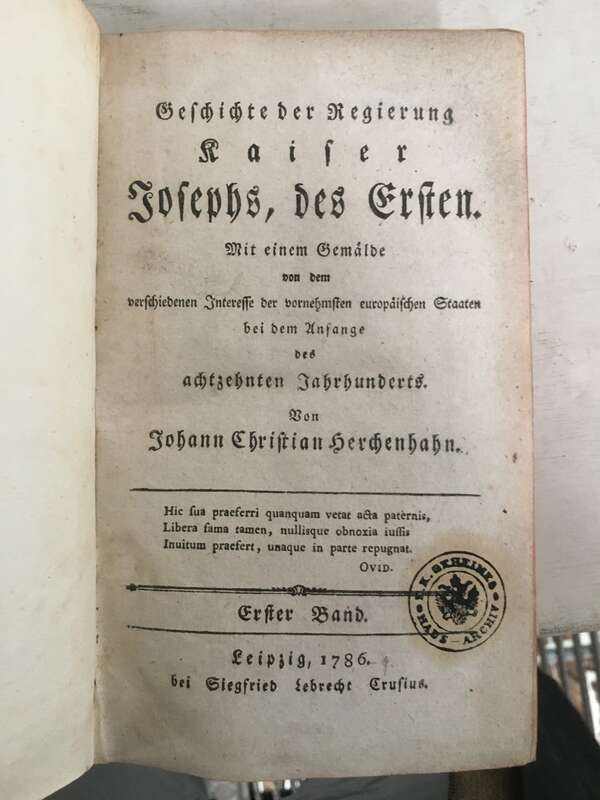 Geſchichte der Regierung
Kaiſer
Joſephs, des Erſten.
Mit einem Gemälde
von dem
verſchiedenen Intereſſe der vornehmſten europäiſchen Staaten
bei dem Anfange
des
achtzehnten Jahrhunderts.
Von
Johann Chriſtian Herchenhahn.
Hic ſua praeferri quanquam vetat acta paternis,
Libera fama tamen, nullisque obnoxia iuſſis
Inuitum praefert, unaque in parte repugnat.
OVID.
Erſter Band.
K. K. GEHEIMES
HAUS-ARCHIV
Leipzig, 1786.
bei Siegfried Lebrecht Cruſius.